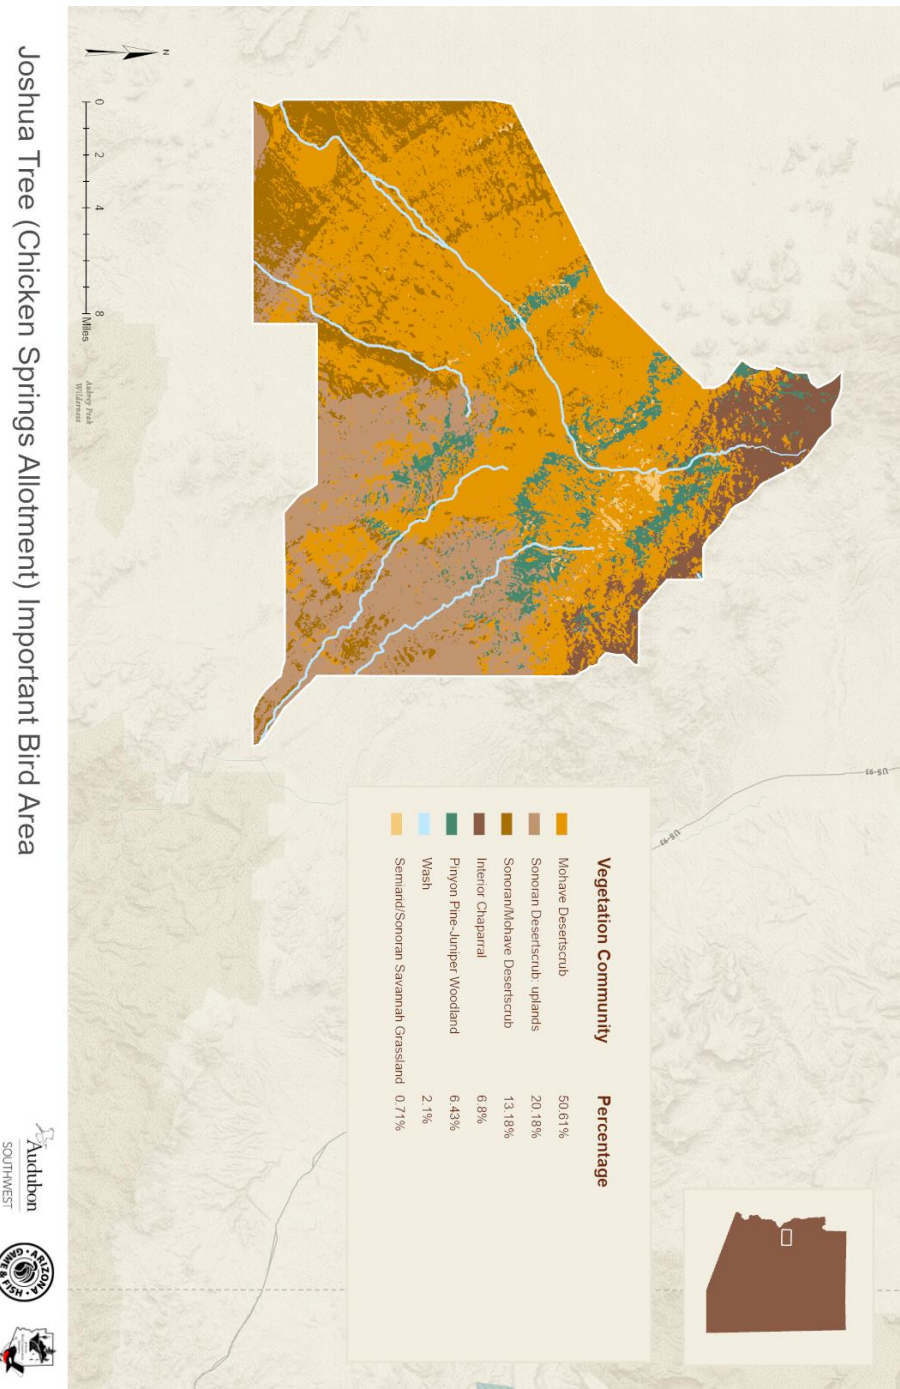 Joshua Tree (Chicken Springs Allotment) Important Bird Area
N
0 2 4 8
Miles
Aubrey Peak
Wilderness
US-93
US-93
Vegetation Community Percentage
Mohave Desertscrub 50.61%
Sonoran Desertscrub: uplands 20.18%
Sonoran/Mohave Desertscrub 13.18%
Interior Chaparral 6.8%
Pinyon Pine-Juniper Woodland 6.43%
Wash 2.1%
Semiarid/Sonoran Savannah Grassland 0.71%
Audubon
SOUTHWEST
ARIZONA
GAME & FISH